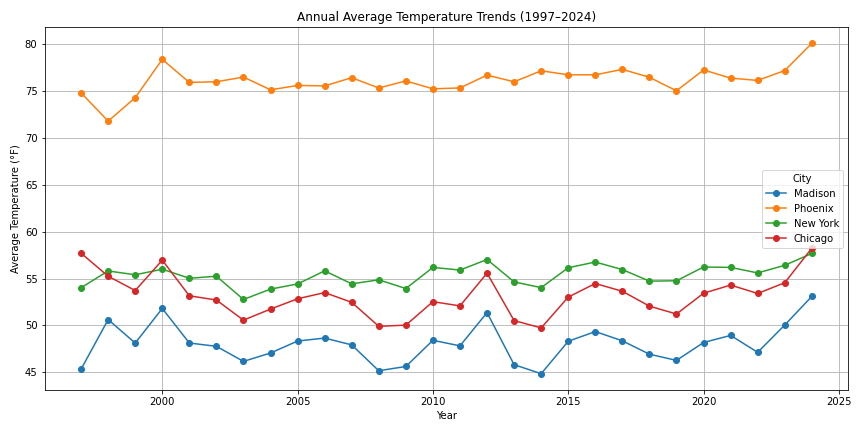 Annual Average Temperature Trends (1997–2024)
Average Temperature (°F)
80
75
70
65
60
55
50
45
City
Madison
Phoenix
New York
Chicago
2000
2005
2010
2015
2020
2025
Year